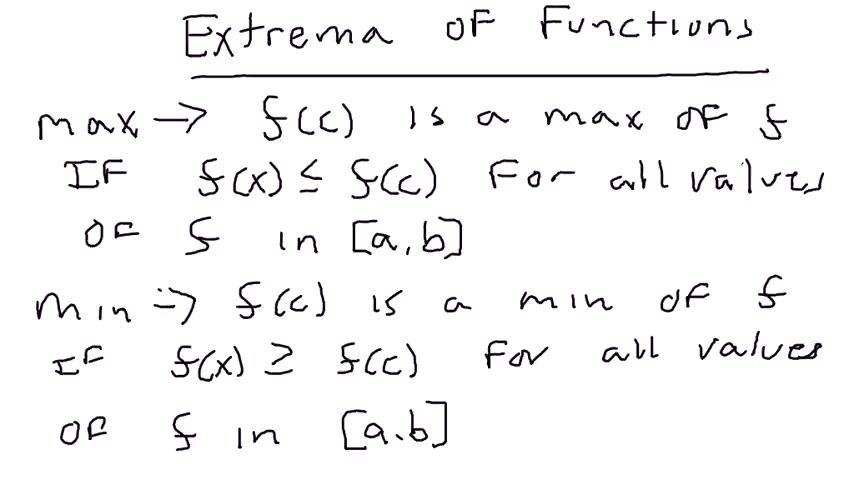 Extrema of Functions
max → f(c) is a max of f
IF f(x) ≤ f(c) For all values
OF f in [a,b]
min → f(c) is a min of f
IF f(x) ≥ f(c) for all values
OF f in [a.b]